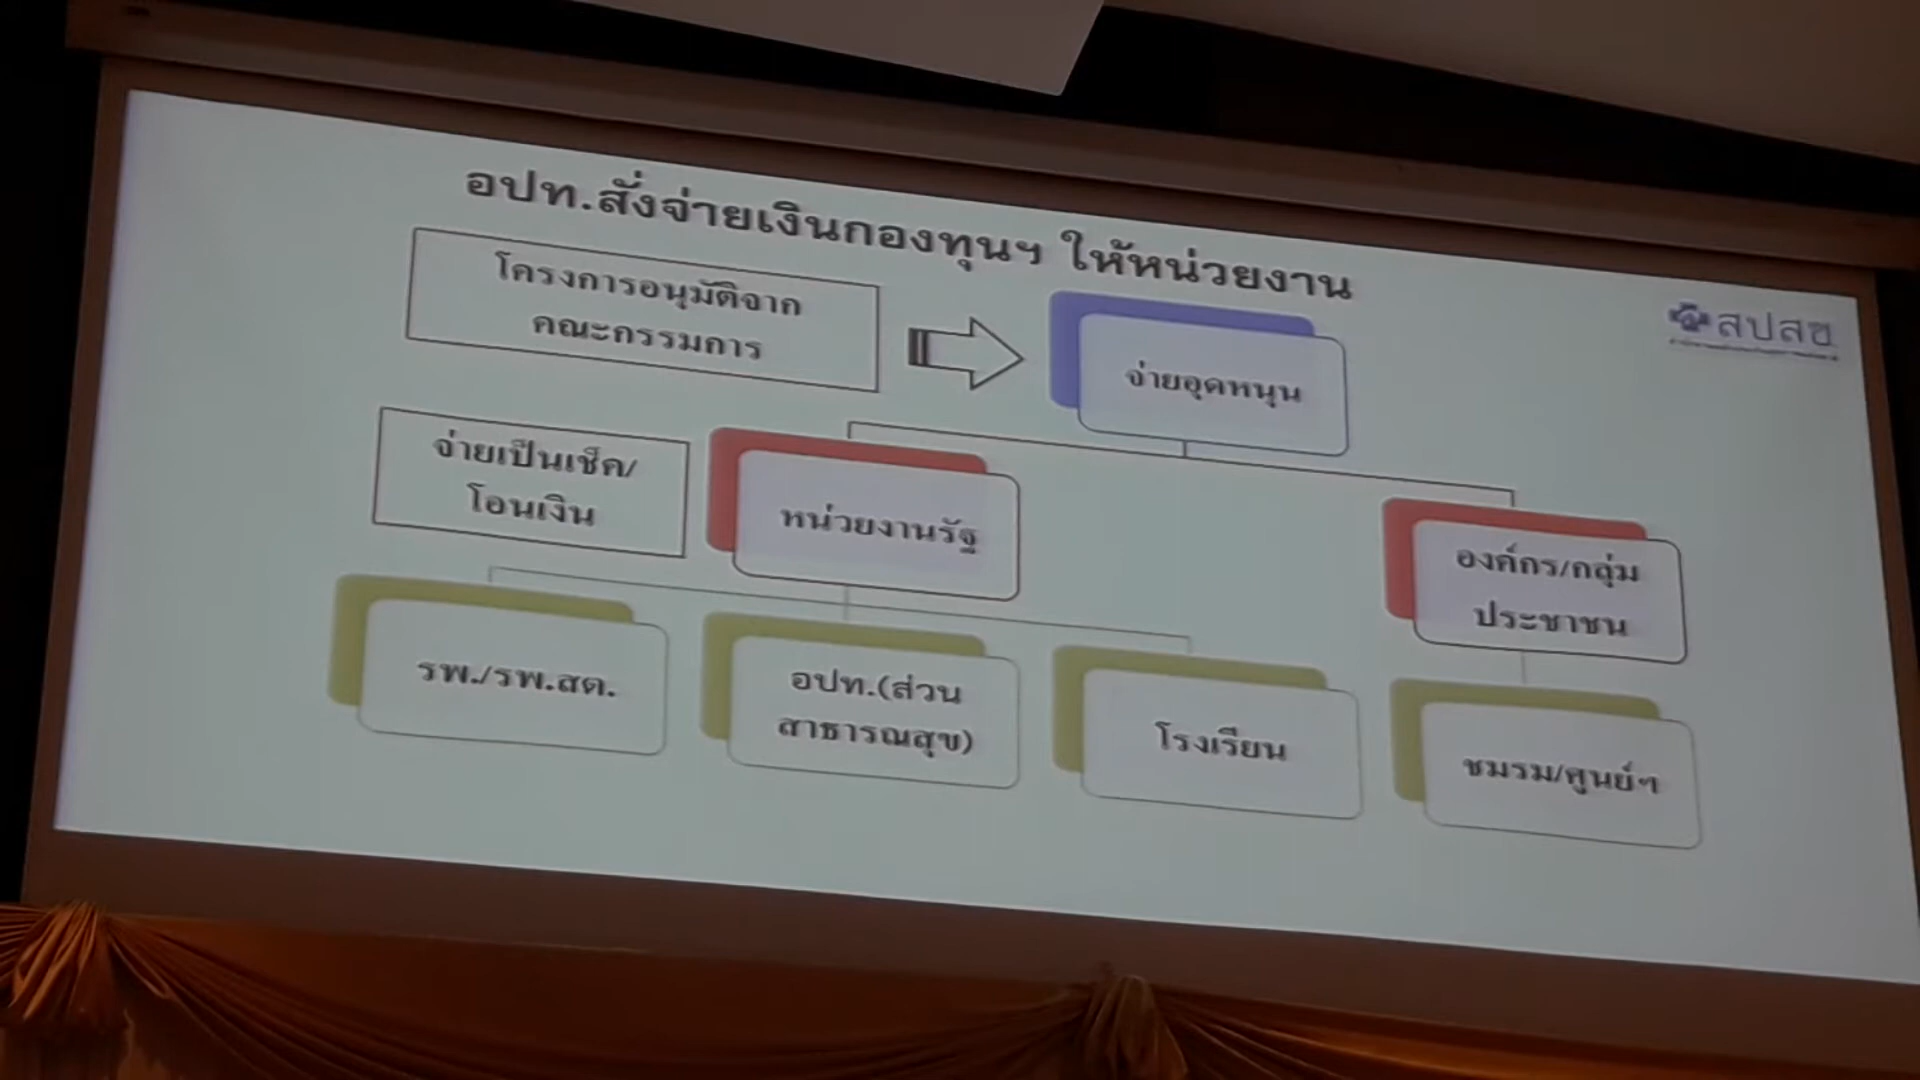 อปท.สั่งจ่ายเงินกองทุนฯ ให้หน่วยงาน
สปสช
โครงการอนุมัติจาก
คณะกรรมการ
จ่ายอุดหนุน
จ่ายเป็นเช็ค/
โอนเงิน
หน่วยงานรัฐ
องค์กร/กลุ่ม
ประชาชน
รพ./รพ.สต.
อปท.(ส่วน
สาธารณสุข)
โรงเรียน
ชมรม/ศูนย์ฯ